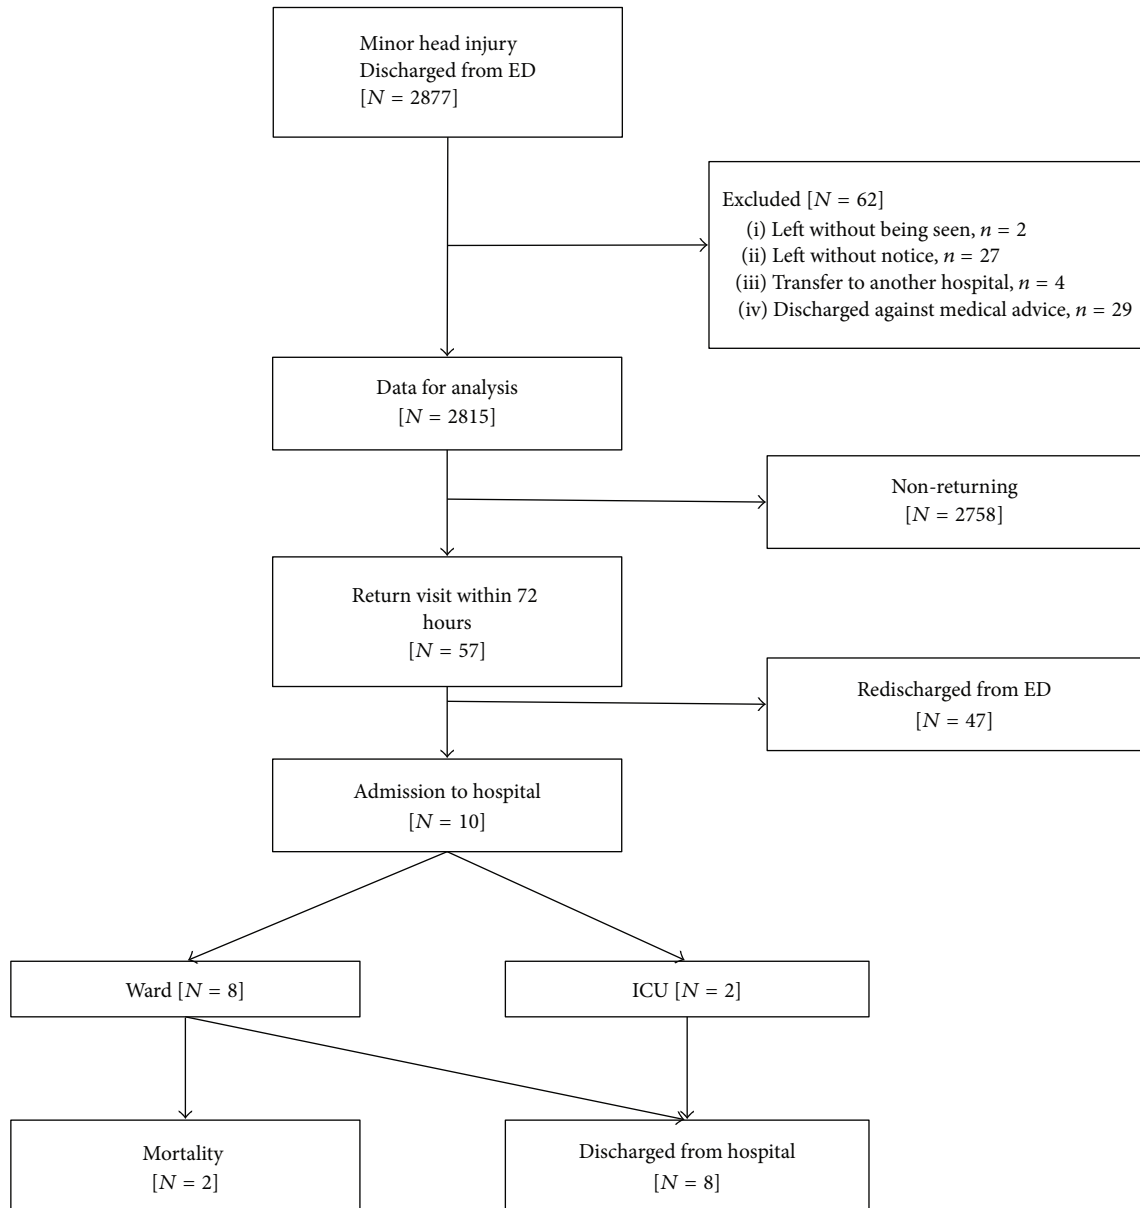 Minor head injury
Discharged from ED
[N = 2877]
Excluded [N = 62]
(i) Left without being seen, n = 2
(ii) Left without notice, n = 27
(iii) Transfer to another hospital, n = 4
(iv) Discharged against medical advice, n = 29
Data for analysis
[N = 2815]
Non-returning
[N = 2758]
Return visit within 72
hours
[N = 57]
Redischarged from ED
[N = 47]
Admission to hospital
[N = 10]
Ward [N = 8]
ICU [N = 2]
Mortality
[N = 2]
Discharged from hospital
[N = 8]